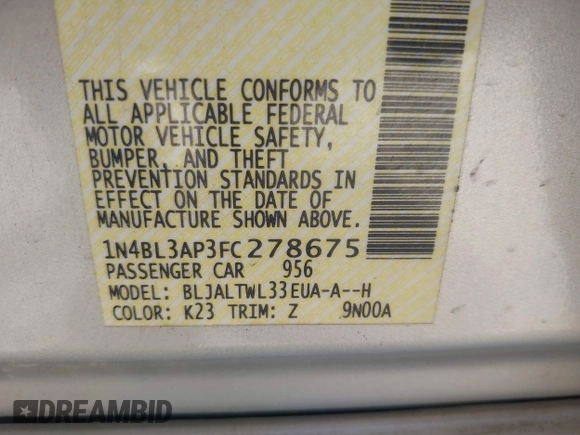 THIS VEHICLE CONFORMS TO
ALL APPLICABLE FEDERAL
MOTOR VEHICLE SAFETY,
BUMPER, AND THEFT
PREVENTION STANDARDS IN
EFFECT ON THE DATE OF
MANUFACTURE SHOWN ABOVE.
1N4BL3AP3FC278675
PASSENGER CAR 956
MODEL: BLJALTWL33EUA-A--H
COLOR: K23 TRIM: Z 9N00A
DREAMBID